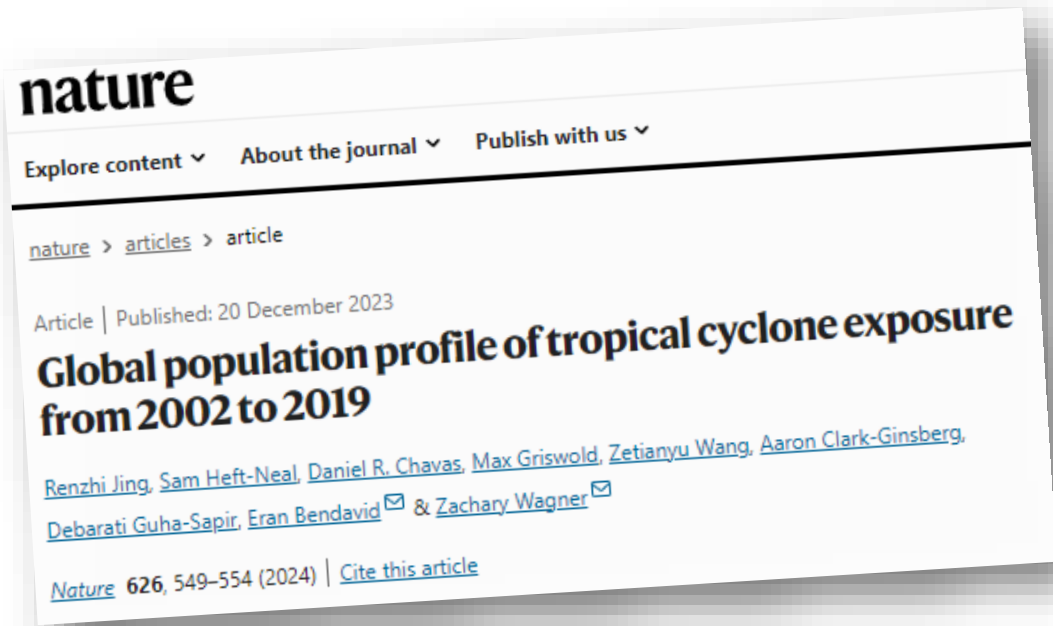 nature
Explore content About the journal Publish with us
nature > articles > article
Article | Published: 20 December 2023
Global population profile of tropical cyclone exposure
from 2002 to 2019
Renzhi Jing, Sam Heft-Neal, Daniel R. Chavas, Max Griswold, Zetianyu Wang, Aaron Clark-Ginsberg,
Debarati Guha-Sapir, Eran Bendavid & Zachary Wagner
Nature 626, 549–554 (2024) | Cite this article